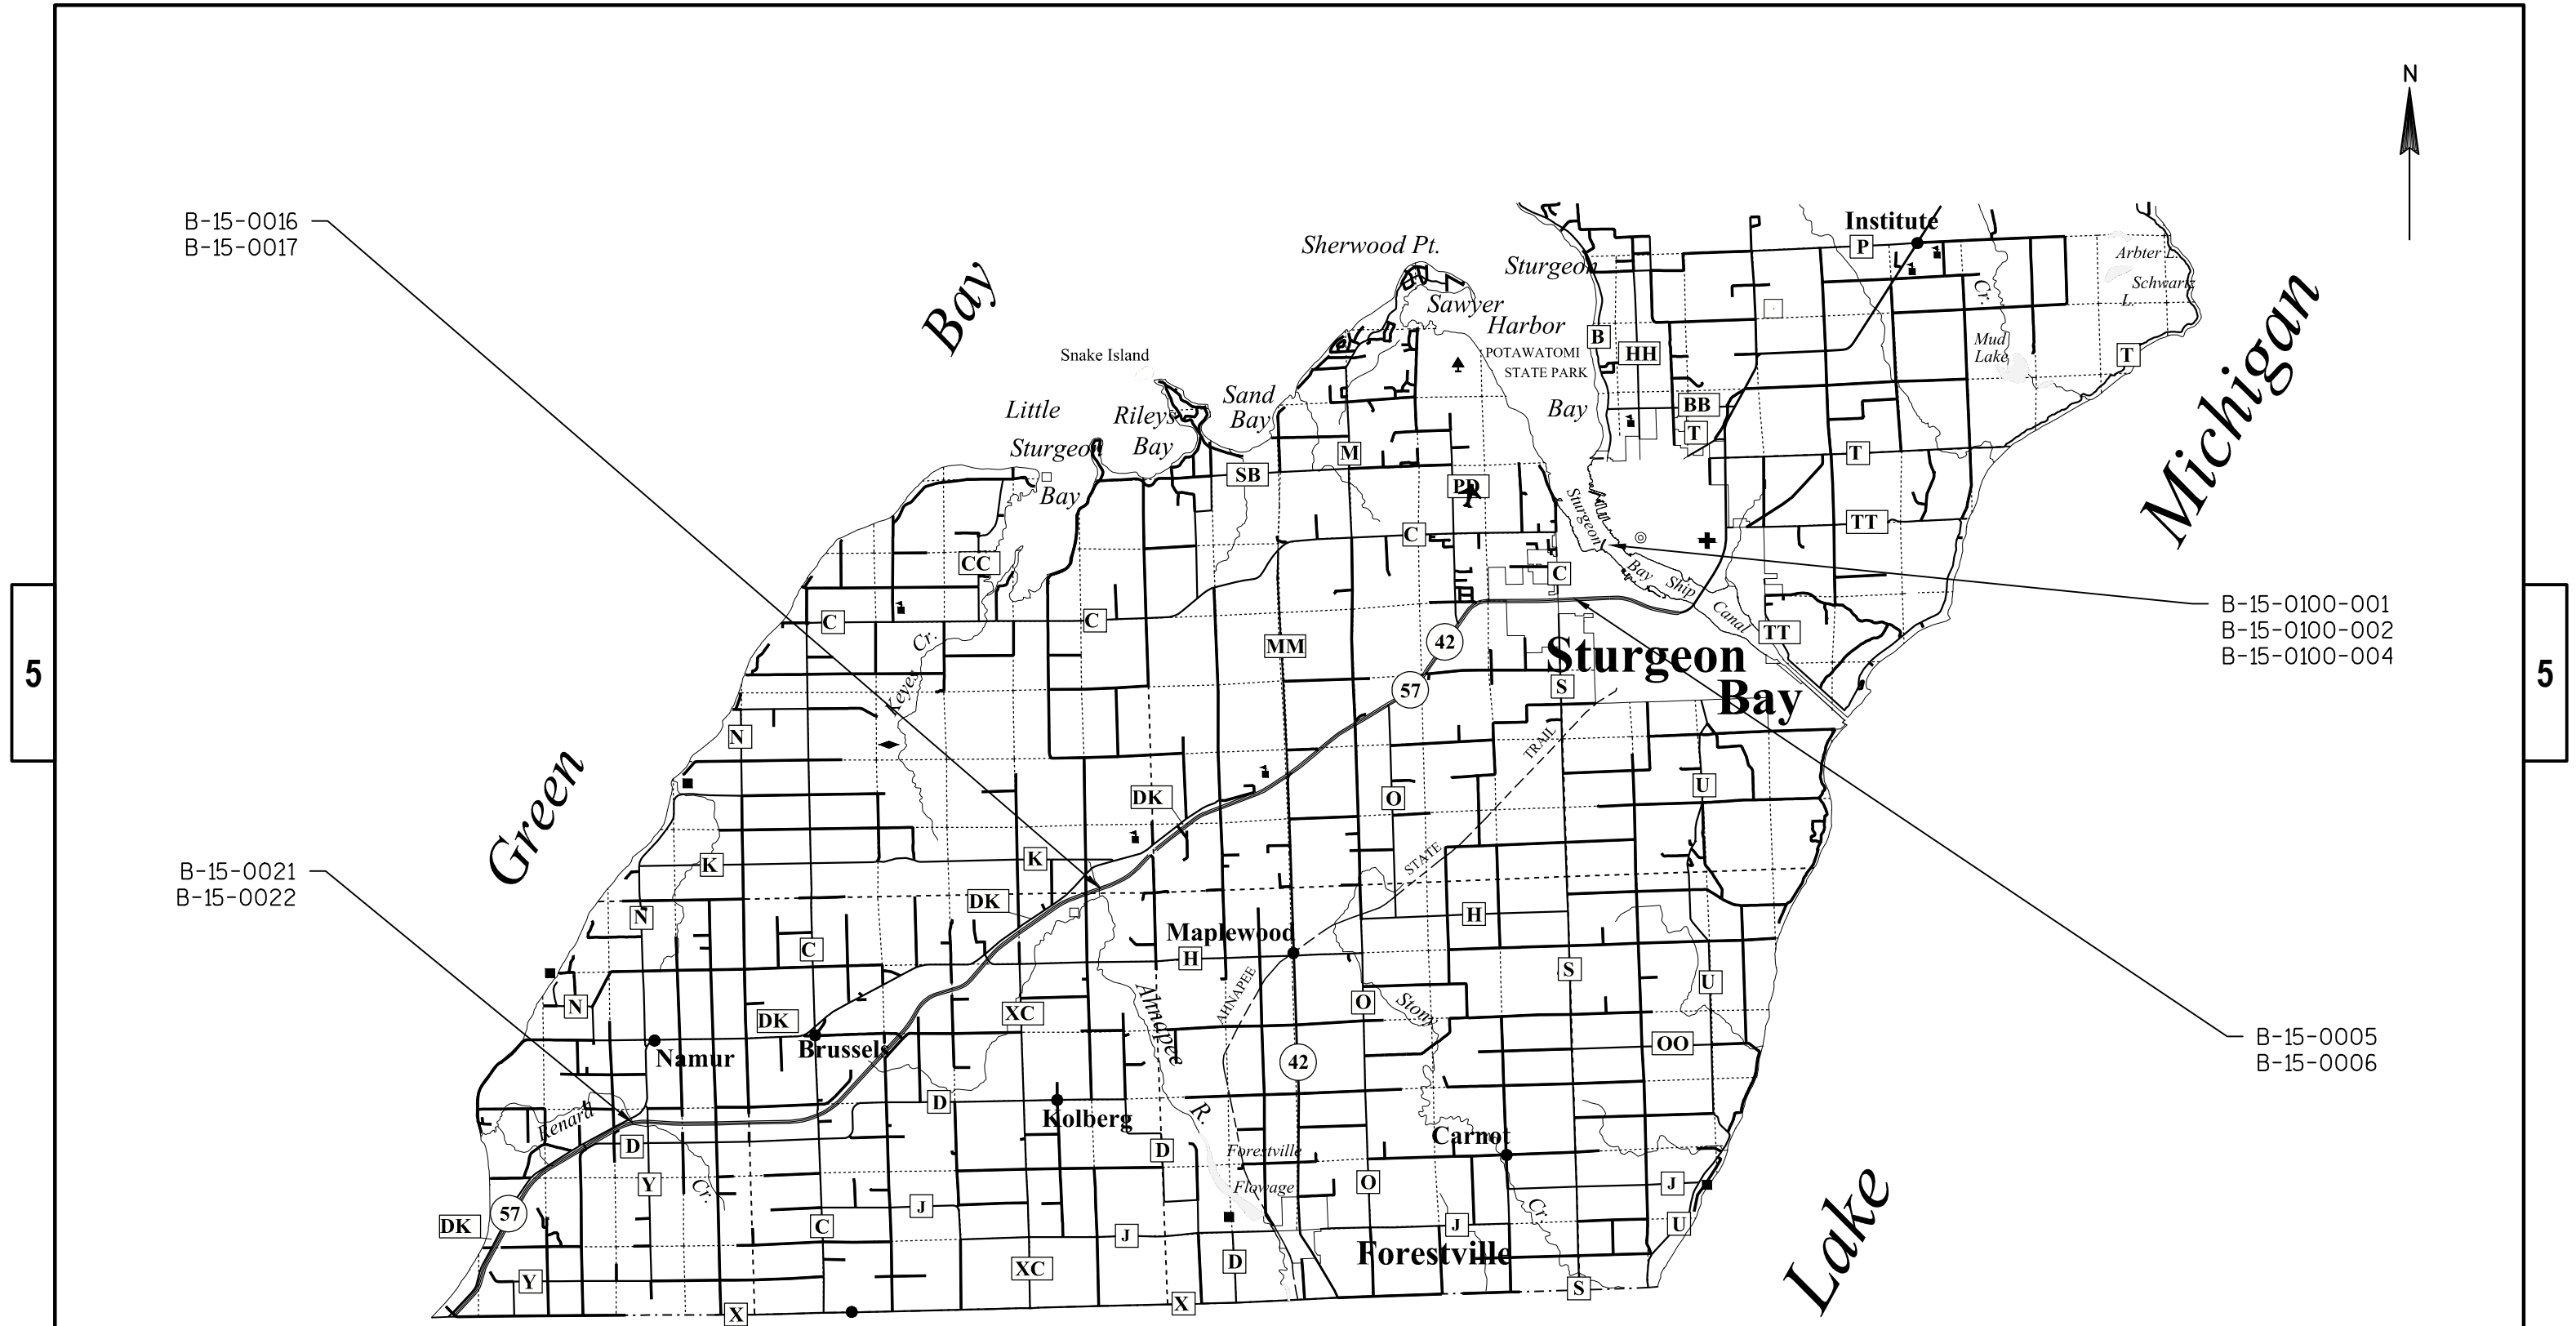 N
B-15-0016
B-15-0017
Institute
P
Arbter L.
Schwartz
L.
Cr.
Sherwood Pt.
Sturgeon
Sawyer
Harbor
B
POTAWATOMI
STATE PARK
HH
Mud
Lake
T
Bay
Snake Island
Michigan
Little
Sturgeon
Bay
Rileys
Bay
Sand
Bay
Bay
BB
T
M
SB
T
PD
Sturgeon
Bay
Ship
Canal
TT
C
CC
C
C
C
B-15-0100-001
B-15-0100-002
B-15-0100-004
TT
Cr.
Keyes
MM
42
57
Sturgeon
Bay
S
5
5
N
TRAIL
Green
DK
O
U
K
K
STATE
B-15-0021
B-15-0022
DK
N
H
Maplewood
H
C
S
U
N
DK
XC
Ahnapee
R.
AHNAPEE
O
Stony
Brussels
Namur
42
OO
B-15-0005
B-15-0006
D
Kolberg
Renard
D
Cr.
Y
D
Forestville
Flowage
Carnot
O
J
Cr.
J
DK
57
C
J
J
U
Forestville
Y
XC
D
S
X
X
Lake